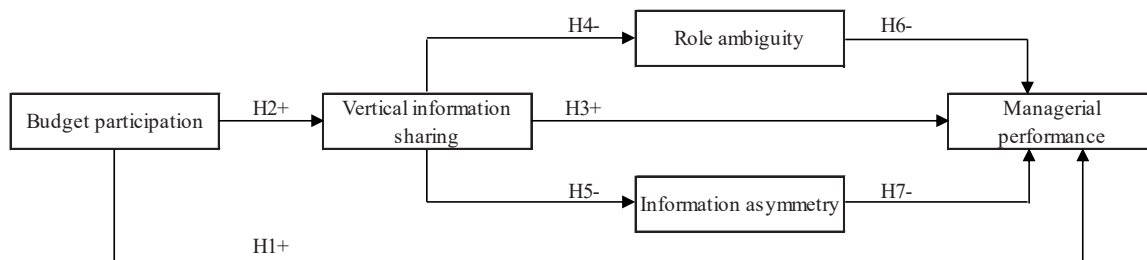 H4-
Role ambiguity
H6-
Budget participation
H2+
Vertical information
sharing
H3+
Managerial
performance
H5-
Information asymmetry
H7-
H1+